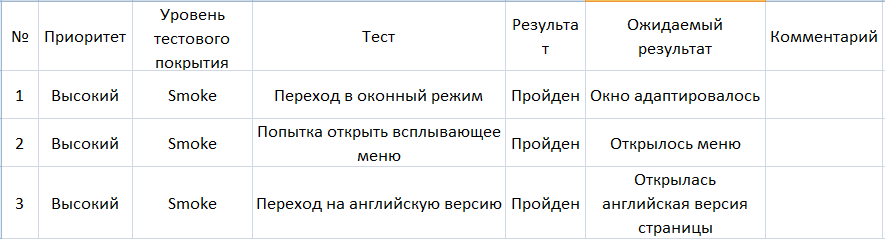 № Приоритет Уровень тестового покрытия Тест Результат Ожидаемый результат Комментарий
1 Высокий Smoke Переход в оконный режим Пройден Окно адаптировалось
2 Высокий Smoke Попытка открыть всплывающее меню Пройден Открылось меню
3 Высокий Smoke Переход на английскую версию Пройден Открылась английская версия страницы